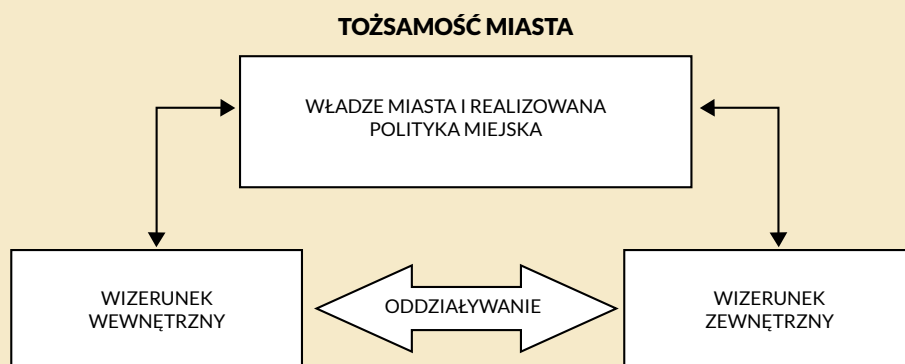 TOŻSAMOŚĆ MIASTA
WŁADZE MIASTA I REALIZOWANA
POLITYKA MIEJSKA
WIZERUNEK
WEWNĘTRZNY
ODDZIAŁYWANIE
WIZERUNEK
ZEWNĘTRZNY